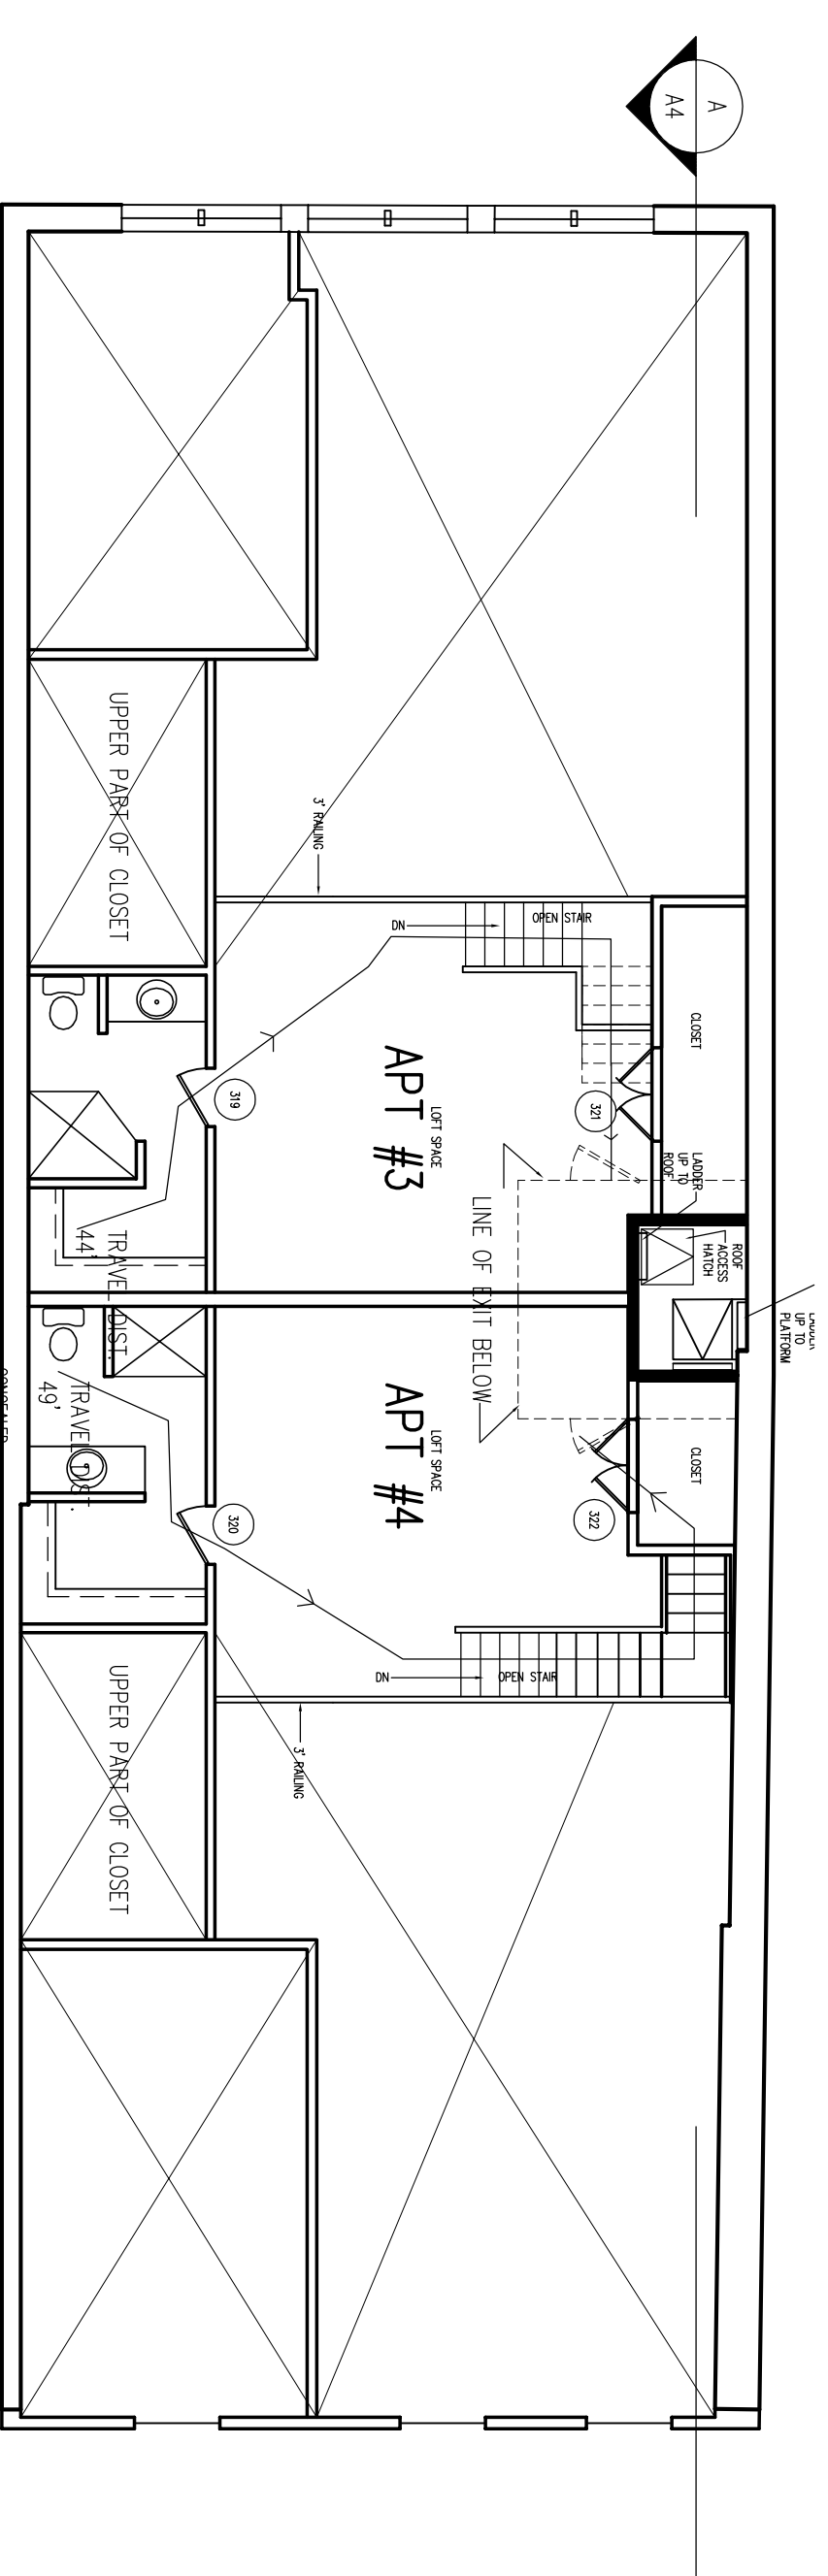 A
A4
UPPER PART OF CLOSET
3' RAILING
DN
OPEN STAIR
CLOSET
APT #3
LOFT SPACE
319
321
LADDER
UP TO
ROOF
ROOF
ACCESS
HATCH
LINE OF EXIT BELOW
TRAVEL DIST.
44'
LADDER
UP TO
PLATFORM
TRAVEL DIST.
49'
CONCEALED
APT #4
LOFT SPACE
CLOSET
320
322
DN
OPEN STAIR
3' RAILING
UPPER PART OF CLOSET